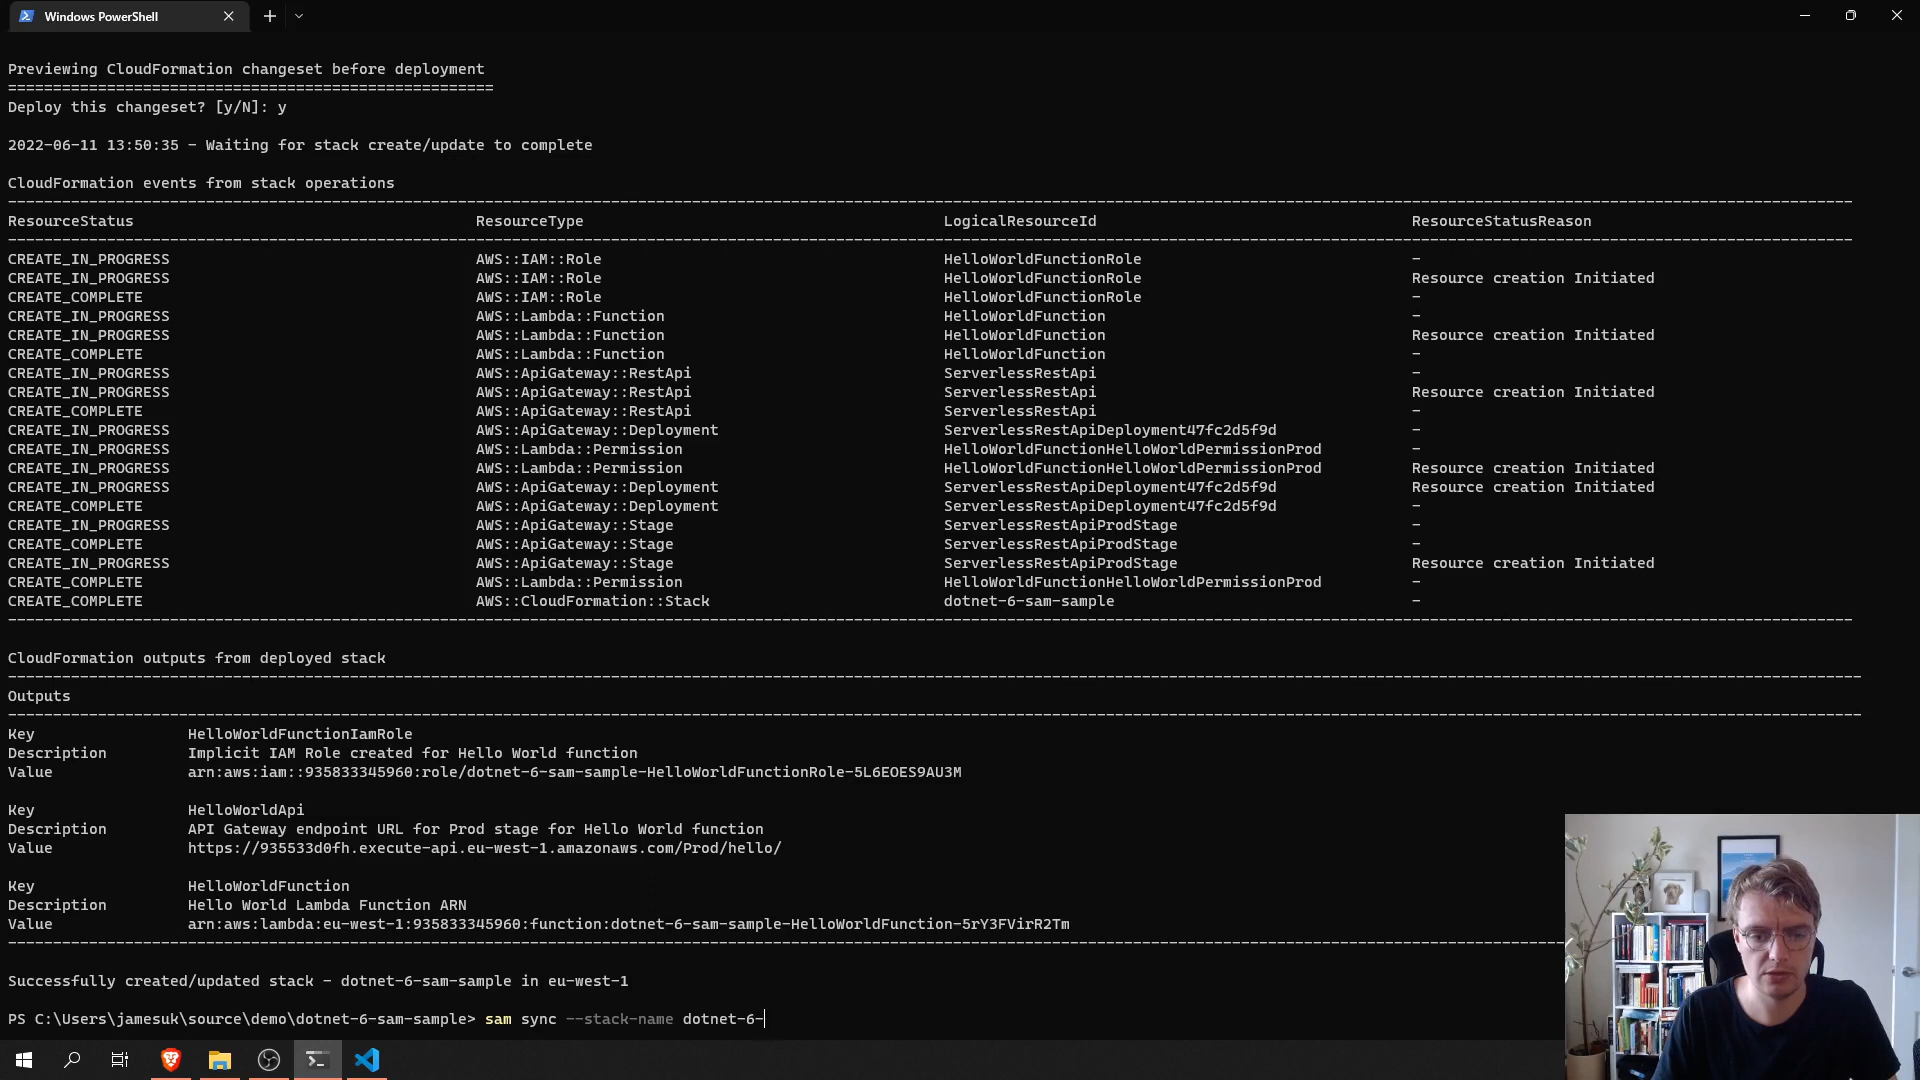 Windows PowerShell
Previewing CloudFormation changeset before deployment
======================================================
Deploy this changeset? [y/N]: y
2022-06-11 13:50:35 - Waiting for stack create/update to complete
CloudFormation events from stack operations
ResourceStatus ResourceType LogicalResourceId ResourceStatusReason
CREATE_IN_PROGRESS AWS::IAM::Role HelloWorldFunctionRole -
CREATE_IN_PROGRESS AWS::IAM::Role HelloWorldFunctionRole Resource creation Initiated
CREATE_COMPLETE AWS::IAM::Role HelloWorldFunctionRole -
CREATE_IN_PROGRESS AWS::Lambda::Function HelloWorldFunction -
CREATE_IN_PROGRESS AWS::Lambda::Function HelloWorldFunction Resource creation Initiated
CREATE_COMPLETE AWS::Lambda::Function HelloWorldFunction -
CREATE_IN_PROGRESS AWS::ApiGateway::RestApi ServerlessRestApi -
CREATE_IN_PROGRESS AWS::ApiGateway::RestApi ServerlessRestApi Resource creation Initiated
CREATE_COMPLETE AWS::ApiGateway::RestApi ServerlessRestApi -
CREATE_IN_PROGRESS AWS::ApiGateway::Deployment ServerlessRestApiDeployment47fc2d5f9d -
CREATE_IN_PROGRESS AWS::Lambda::Permission HelloWorldFunctionHelloWorldPermissionProd -
CREATE_IN_PROGRESS AWS::Lambda::Permission HelloWorldFunctionHelloWorldPermissionProd Resource creation Initiated
CREATE_IN_PROGRESS AWS::ApiGateway::Deployment ServerlessRestApiDeployment47fc2d5f9d Resource creation Initiated
CREATE_COMPLETE AWS::ApiGateway::Deployment ServerlessRestApiDeployment47fc2d5f9d -
CREATE_IN_PROGRESS AWS::ApiGateway::Stage ServerlessRestApiProdStage -
CREATE_COMPLETE AWS::ApiGateway::Stage ServerlessRestApiProdStage -
CREATE_IN_PROGRESS AWS::ApiGateway::Stage ServerlessRestApiProdStage Resource creation Initiated
CREATE_COMPLETE AWS::Lambda::Permission HelloWorldFunctionHelloWorldPermissionProd -
CREATE_COMPLETE AWS::CloudFormation::Stack dotnet-6-sam-sample -
CloudFormation outputs from deployed stack
Outputs
Key HelloWorldFunctionIamRole
Description Implicit IAM Role created for Hello World function
Value arn:aws:iam::935833345960:role/dotnet-6-sam-sample-HelloWorldFunctionRole-5L6EOES9AU3M
Key HelloWorldApi
Description API Gateway endpoint URL for Prod stage for Hello World function
Value https://935533d0fh.execute-api.eu-west-1.amazonaws.com/Prod/hello/
Key HelloWorldFunction
Description Hello World Lambda Function ARN
Value arn:aws:lambda:eu-west-1:935833345960:function:dotnet-6-sam-sample-HelloWorldFunction-5rY3FVirR2Tm
Successfully created/updated stack - dotnet-6-sam-sample in eu-west-1
PS C:\Users\jamesuk\source\demo\dotnet-6-sam-sample> sam sync --stack-name dotnet-6-